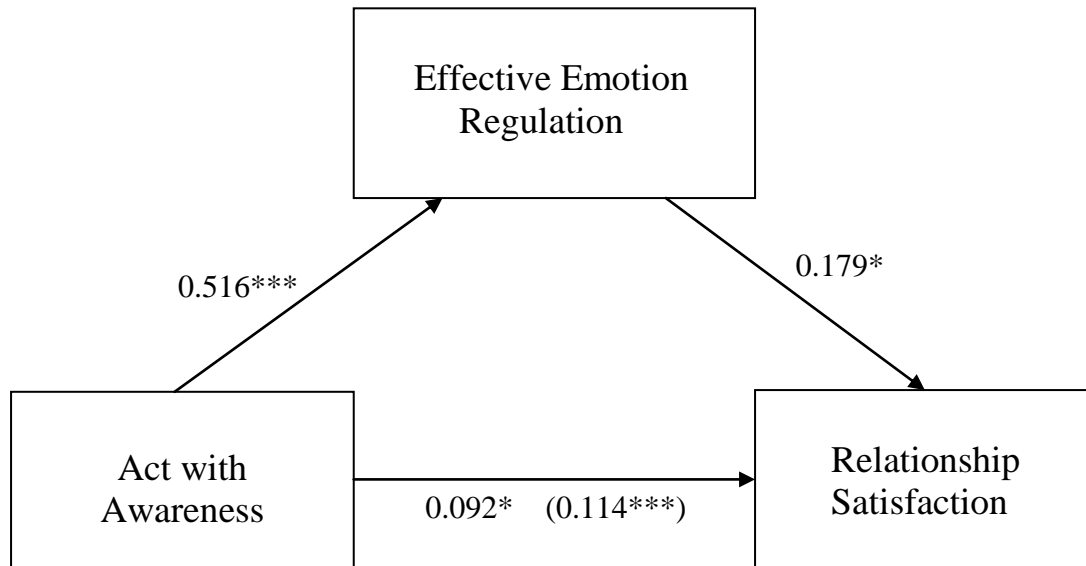 Effective Emotion
Regulation
0.516***
0.179*
Act with
Awareness
0.092* (0.114***)
Relationship
Satisfaction